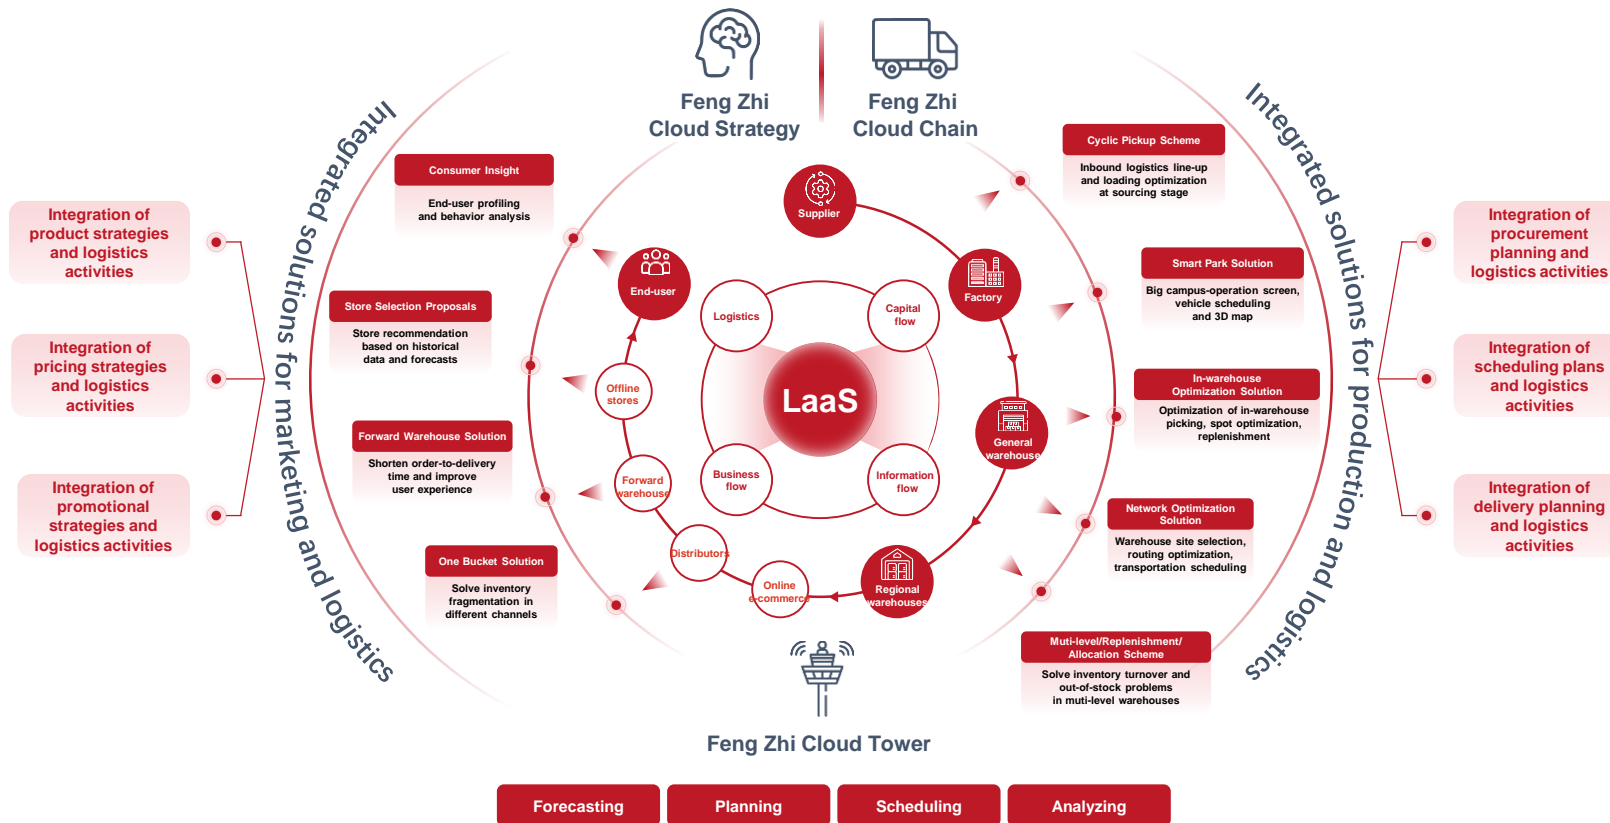 Feng Zhi
Cloud Strategy
Feng Zhi
Cloud Chain
Integrated solutions for marketing and logistics
Integrated solutions for production and logistics
Integration of
product strategies
and logistics
activities
Integration of
pricing strategies
and logistics
activities
Integration of
promotional
strategies and
logistics activities
Consumer Insight
End-user profiling
and behavior analysis
Store Selection Proposals
Store recommendation
based on historical
data and forecasts
Forward Warehouse Solution
Shorten order-to-delivery
time and improve
user experience
One Bucket Solution
Solve inventory
fragmentation in
different channels
Supplier
Factory
General
warehouse
Regional
warehouses
Online
e-commerce
Distributors
Forward
warehouse
Offline
stores
End-user
Logistics
Capital
flow
LaaS
Business
flow
Information
flow
Cyclic Pickup Scheme
Inbound logistics line-up
and loading optimization
at sourcing stage
Smart Park Solution
Big campus-operation screen,
vehicle scheduling
and 3D map
In-warehouse
Optimization Solution
Optimization of in-warehouse
picking, spot optimization,
replenishment
Network Optimization
Solution
Warehouse site selection,
routing optimization,
transportation scheduling
Muti-level/Replenishment/
Allocation Scheme
Solve inventory turnover and
out-of-stock problems
in muti-level warehouses
Integration of
procurement
planning and
logistics activities
Integration of
scheduling plans
and logistics
activities
Integration of
delivery planning
and logistics
activities
Feng Zhi Cloud Tower
Forecasting
Planning
Scheduling
Analyzing